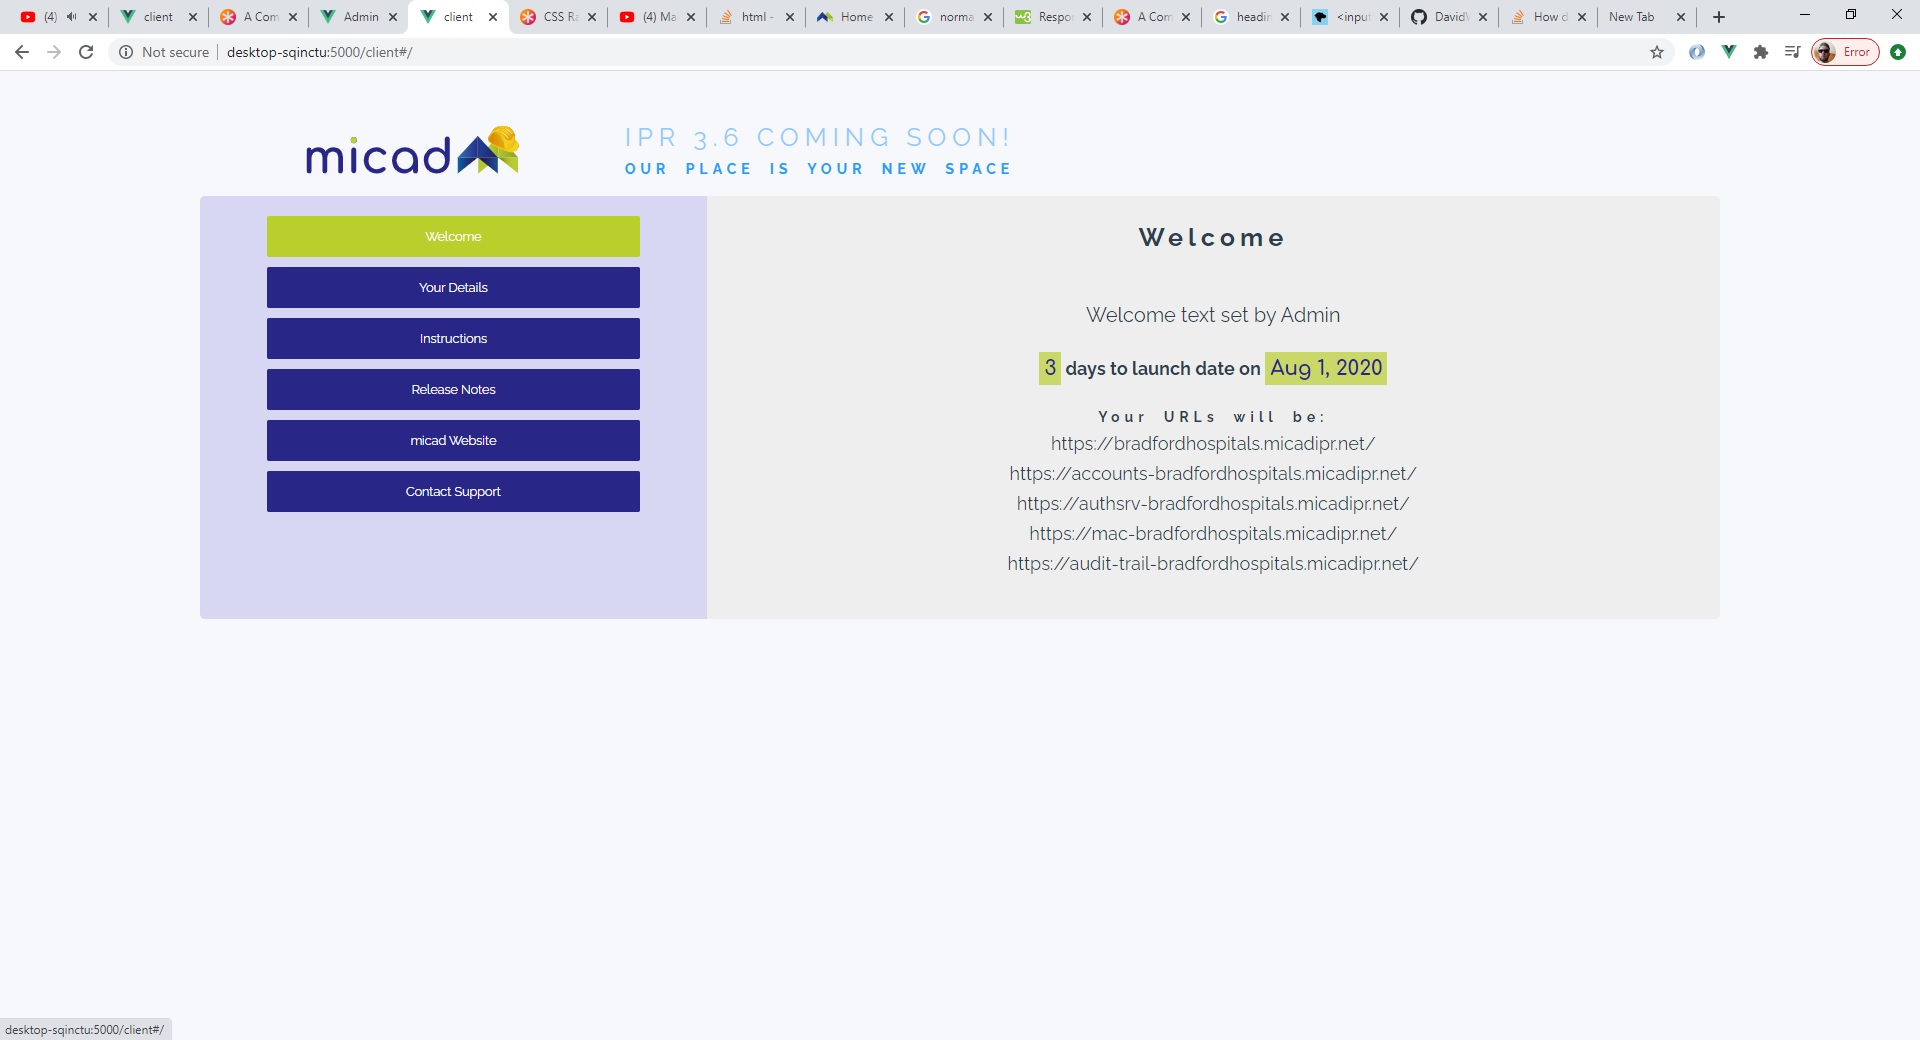 (4)
client
A Com
Admin
client
CSS Ra
(4) Ma
html -
Home
norma
Respo
A Com
headin
<input
David
How d
New Tab
Not secure
desktop-sqinctu:5000/client#/
Error
micad
IPR 3.6 COMING SOON!
OUR PLACE IS YOUR NEW SPACE
Welcome
Your Details
Instructions
Release Notes
micad Website
Contact Support
Welcome
Welcome text set by Admin
3 days to launch date on Aug 1, 2020
Your URLs will be:
https://bradfordhospitals.micadipr.net/
https://accounts-bradfordhospitals.micadipr.net/
https://authsrv-bradfordhospitals.micadipr.net/
https://mac-bradfordhospitals.micadipr.net/
https://audit-trail-bradfordhospitals.micadipr.net/
desktop-sqinctu:5000/client#/